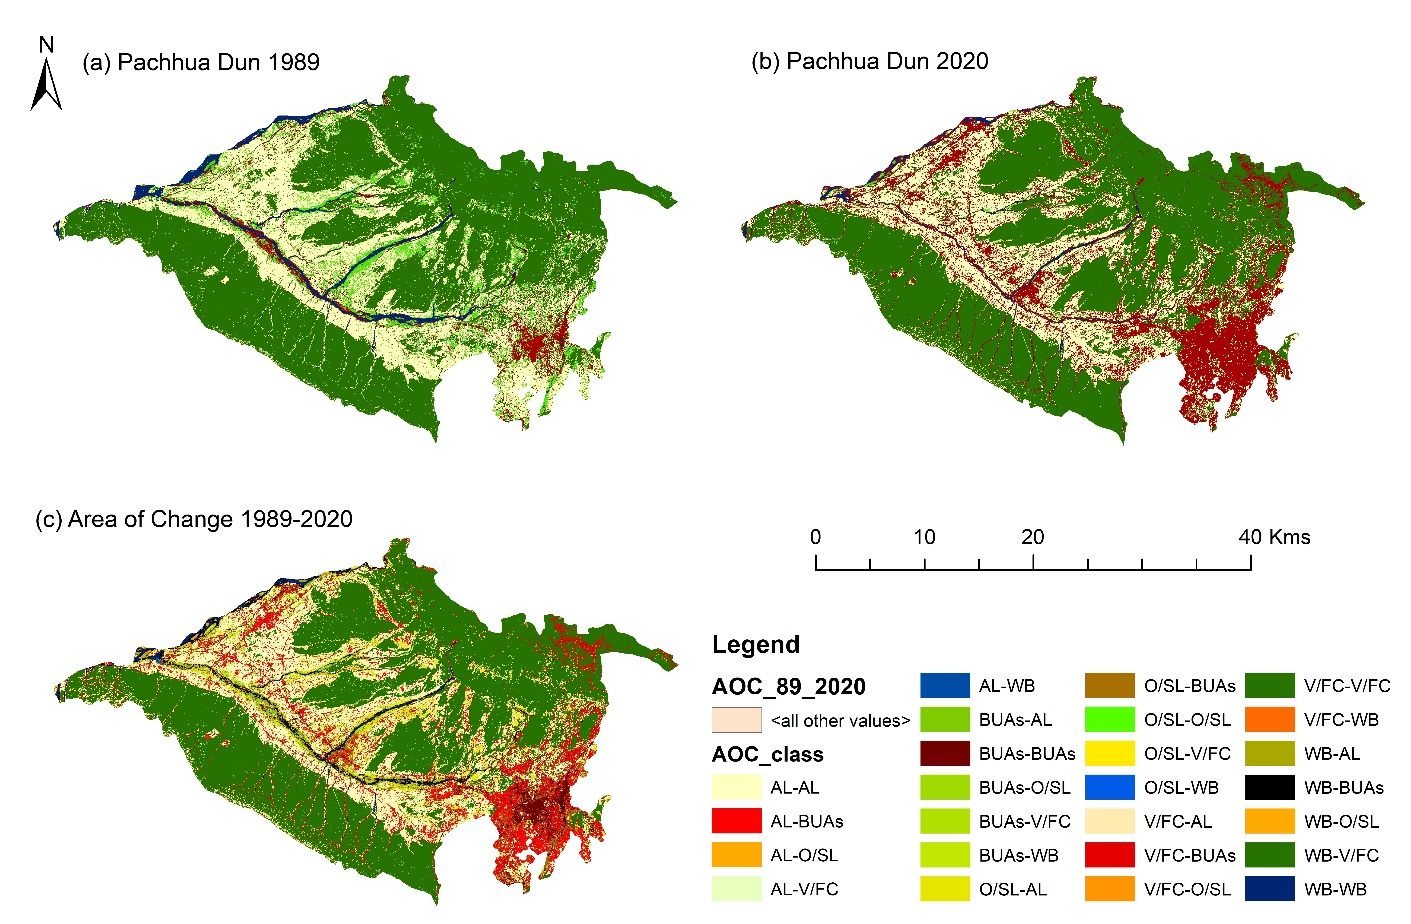 N
(a) Pachhua Dun 1989
(b) Pachhua Dun 2020
(c) Area of Change 1989-2020
0 10 20 40 Kms
Legend
AOC_89_2020
<all other values>
AOC_class
AL-AL
AL-BUAs
AL-O/SL
AL-V/FC
AL-WB
BUAs-AL
BUAs-BUAs
BUAs-O/SL
BUAs-V/FC
BUAs-WB
O/SL-AL
O/SL-BUAs
O/SL-O/SL
O/SL-V/FC
O/SL-WB
V/FC-AL
V/FC-BUAs
V/FC-O/SL
V/FC-V/FC
V/FC-WB
WB-AL
WB-BUAs
WB-O/SL
WB-V/FC
WB-WB